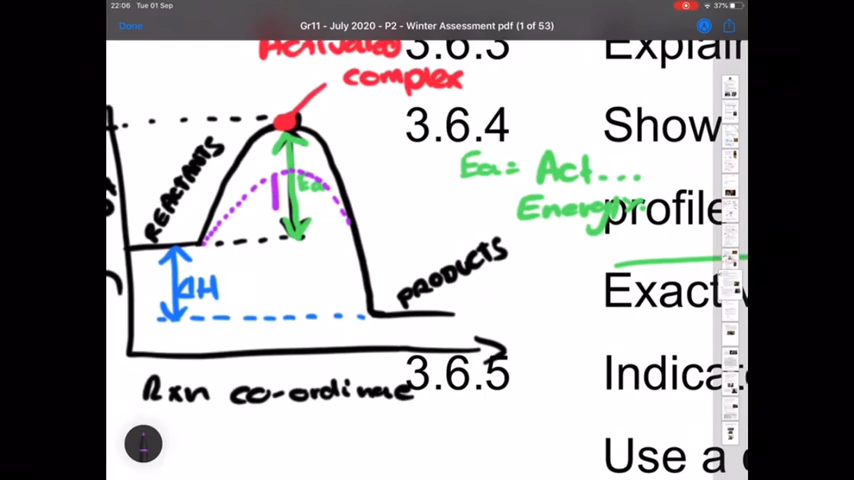 22:06 Tue 01 Sep
37%
Done
Gr11 - July 2020 - P2 - Winter Assessment pdf (1 of 53)
Activated
complex
3.6.3
Explain
3.6.4
Show
REACTANTS
Ea
Ea = Act...
Energy.
profile
ΔH
PRODUCTS
Exact
3.6.5
Indica
Rxn co-ordinate
Use a